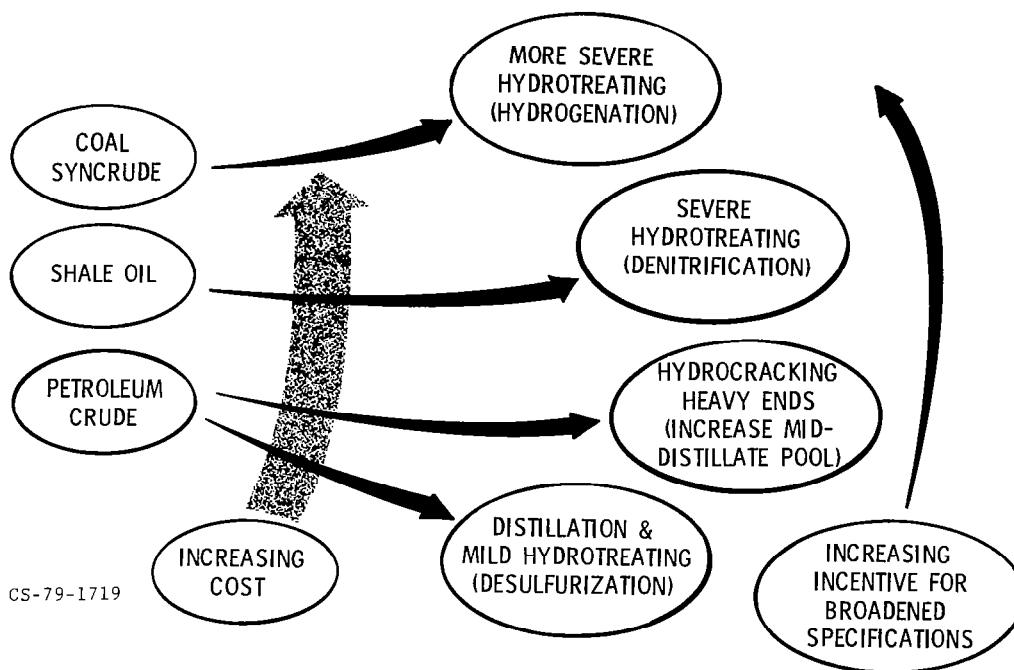 MORE SEVERE
HYDROTREATING
(HYDROGENATION)
COAL
SYNCRUDE
SEVERE
HYDROTREATING
(DENITRIFICATION)
SHALE OIL
PETROLEUM
CRUDE
HYDROCRACKING
HEAVY ENDS
(INCREASE MID-
DISTILLATE POOL)
DISTILLATION &
MILD HYDROTREATING
(DESULFURIZATION)
INCREASING
COST
INCREASING
INCENTIVE FOR
BROADENED
SPECIFICATIONS
CS-79-1719